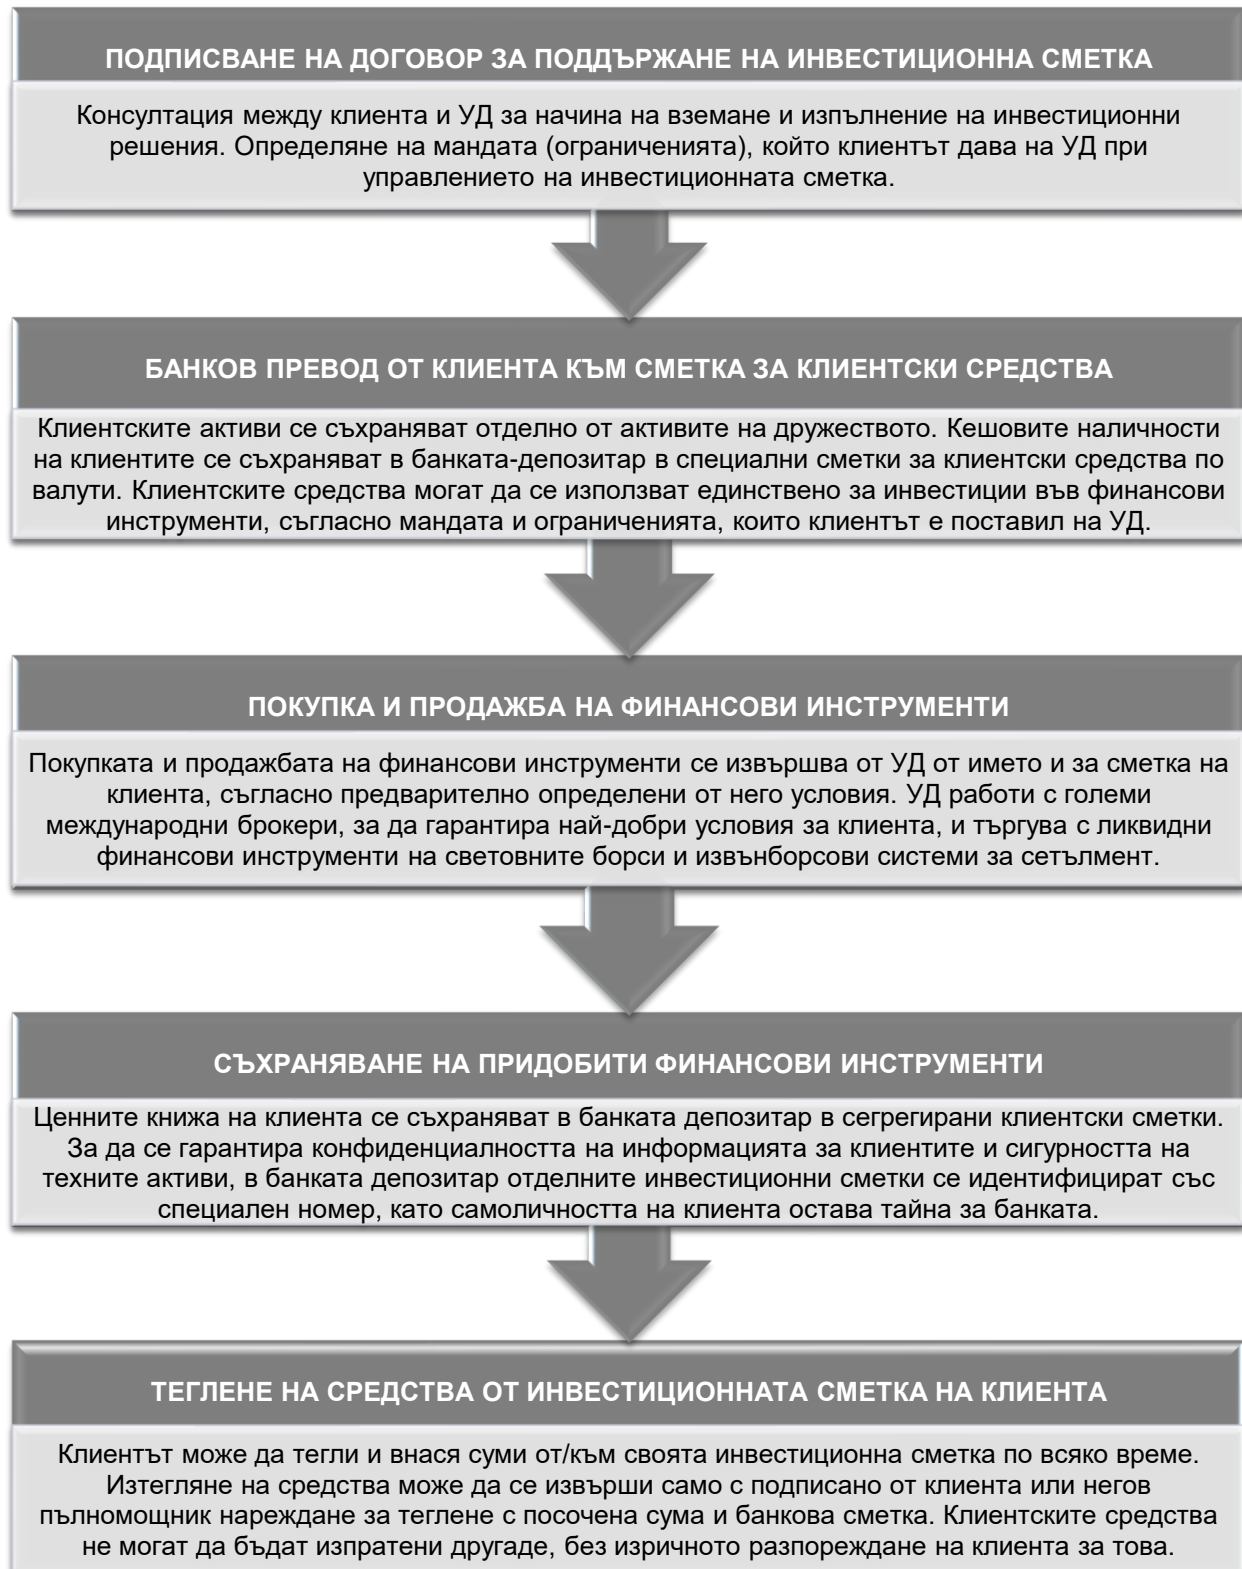 ПОДПИСВАНЕ НА ДОГОВОР ЗА ПОДДЪРЖАНЕ НА ИНВЕСТИЦИОННА СМЕТКА
Консултация между клиента и УД за начина на вземане и изпълнение на инвестиционни
решения. Определяне на мандата (ограниченията), който клиентът дава на УД при
управлението на инвестиционната сметка.
БАНКОВ ПРЕВОД ОТ КЛИЕНТА КЪМ СМЕТКА ЗА КЛИЕНТСКИ СРЕДСТВА
Клиентските активи се съхраняват отделно от активите на дружеството. Кешовите наличности
на клиентите се съхраняват в банката-депозитар в специални сметки за клиентски средства по
валути. Клиентските средства могат да се използват единствено за инвестиции във финансови
инструменти, съгласно мандата и ограниченията, които клиентът е поставил на УД.
ПОКУПКА И ПРОДАЖБА НА ФИНАНСОВИ ИНСТРУМЕНТИ
Покупката и продажбата на финансови инструменти се извършва от УД от името и за сметка на
клиента, съгласно предварително определени от него условия. УД работи с големи
международни брокери, за да гарантира най-добри условия за клиента, и търгува с ликвидни
финансови инструменти на световните борси и извънборсови системи за сетълмент.
СЪХРАНЯВАНЕ НА ПРИДОБИТИ ФИНАНСОВИ ИНСТРУМЕНТИ
Ценните книжа на клиента се съхраняват в банката депозитар в сегрегирани клиентски сметки.
За да се гарантира конфиденциалността на информацията за клиентите и сигурността на
техните активи, в банката депозитар отделните инвестиционни сметки се идентифицират със
специален номер, като самоличността на клиента остава тайна за банката.
ТЕГЛЕНЕ НА СРЕДСТВА ОТ ИНВЕСТИЦИОННАТА СМЕТКА НА КЛИЕНТА
Клиентът може да тегли и внася суми от/към своята инвестиционна сметка по всяко време.
Изтегляне на средства може да се извърши само с подписано от клиента или негов
пълномощник нареждане за теглене с посочена сума и банкова сметка. Клиентските средства
не могат да бъдат изпратени другаде, без изричното разпореждане на клиента за това.